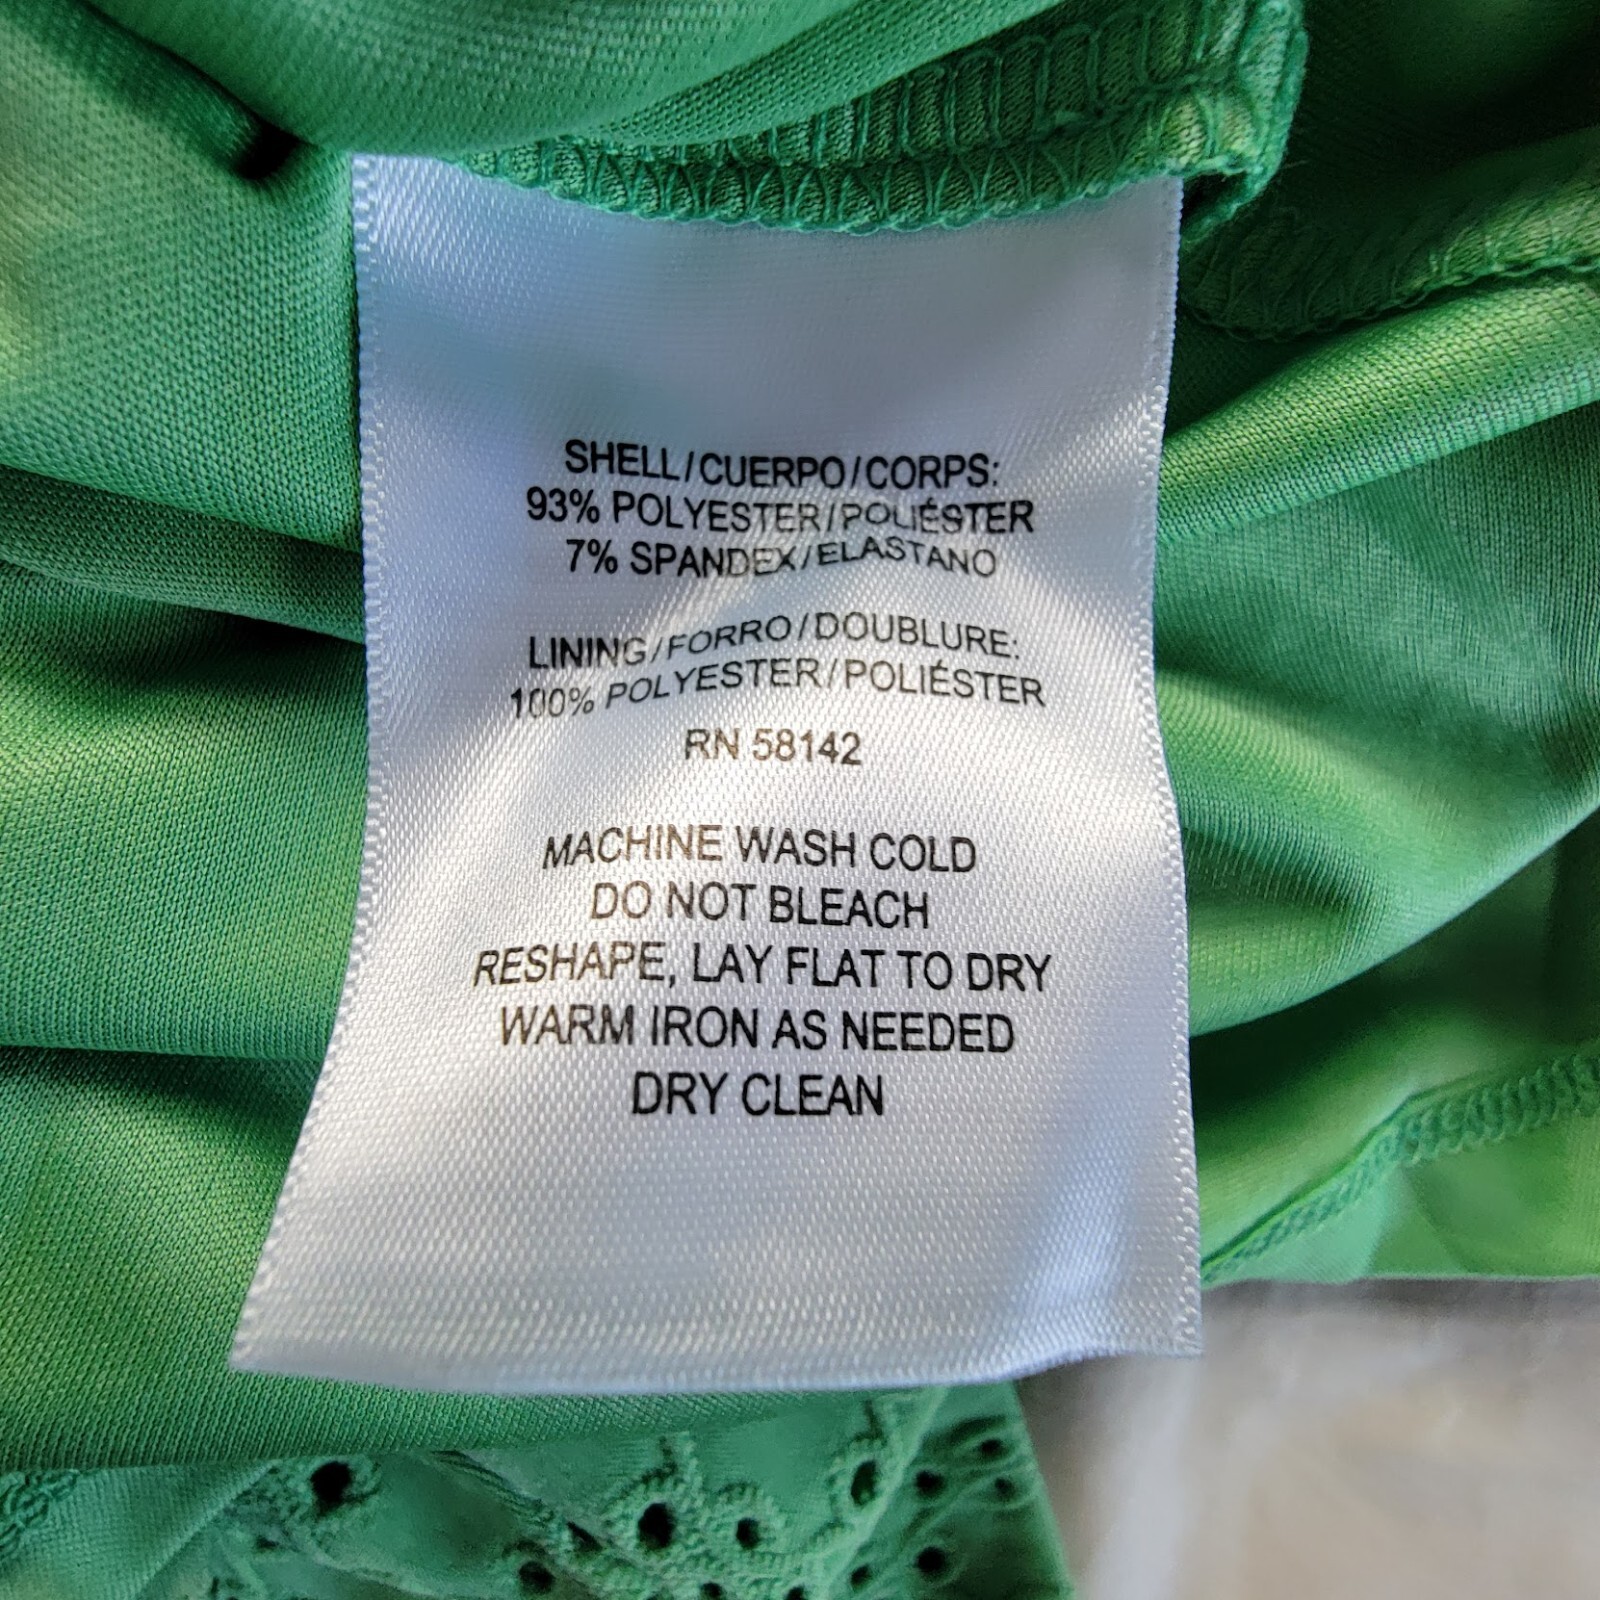 SHELL/CUERPO/CORPS:
93% POLYESTER/POLIÉSTER
7% SPANDEX/ELASTANO
LINING/FORRO/DOUBLURE:
100% POLYESTER/POLIÉSTER
RN 58142
MACHINE WASH COLD
DO NOT BLEACH
RESHAPE, LAY FLAT TO DRY
WARM IRON AS NEEDED
DRY CLEAN